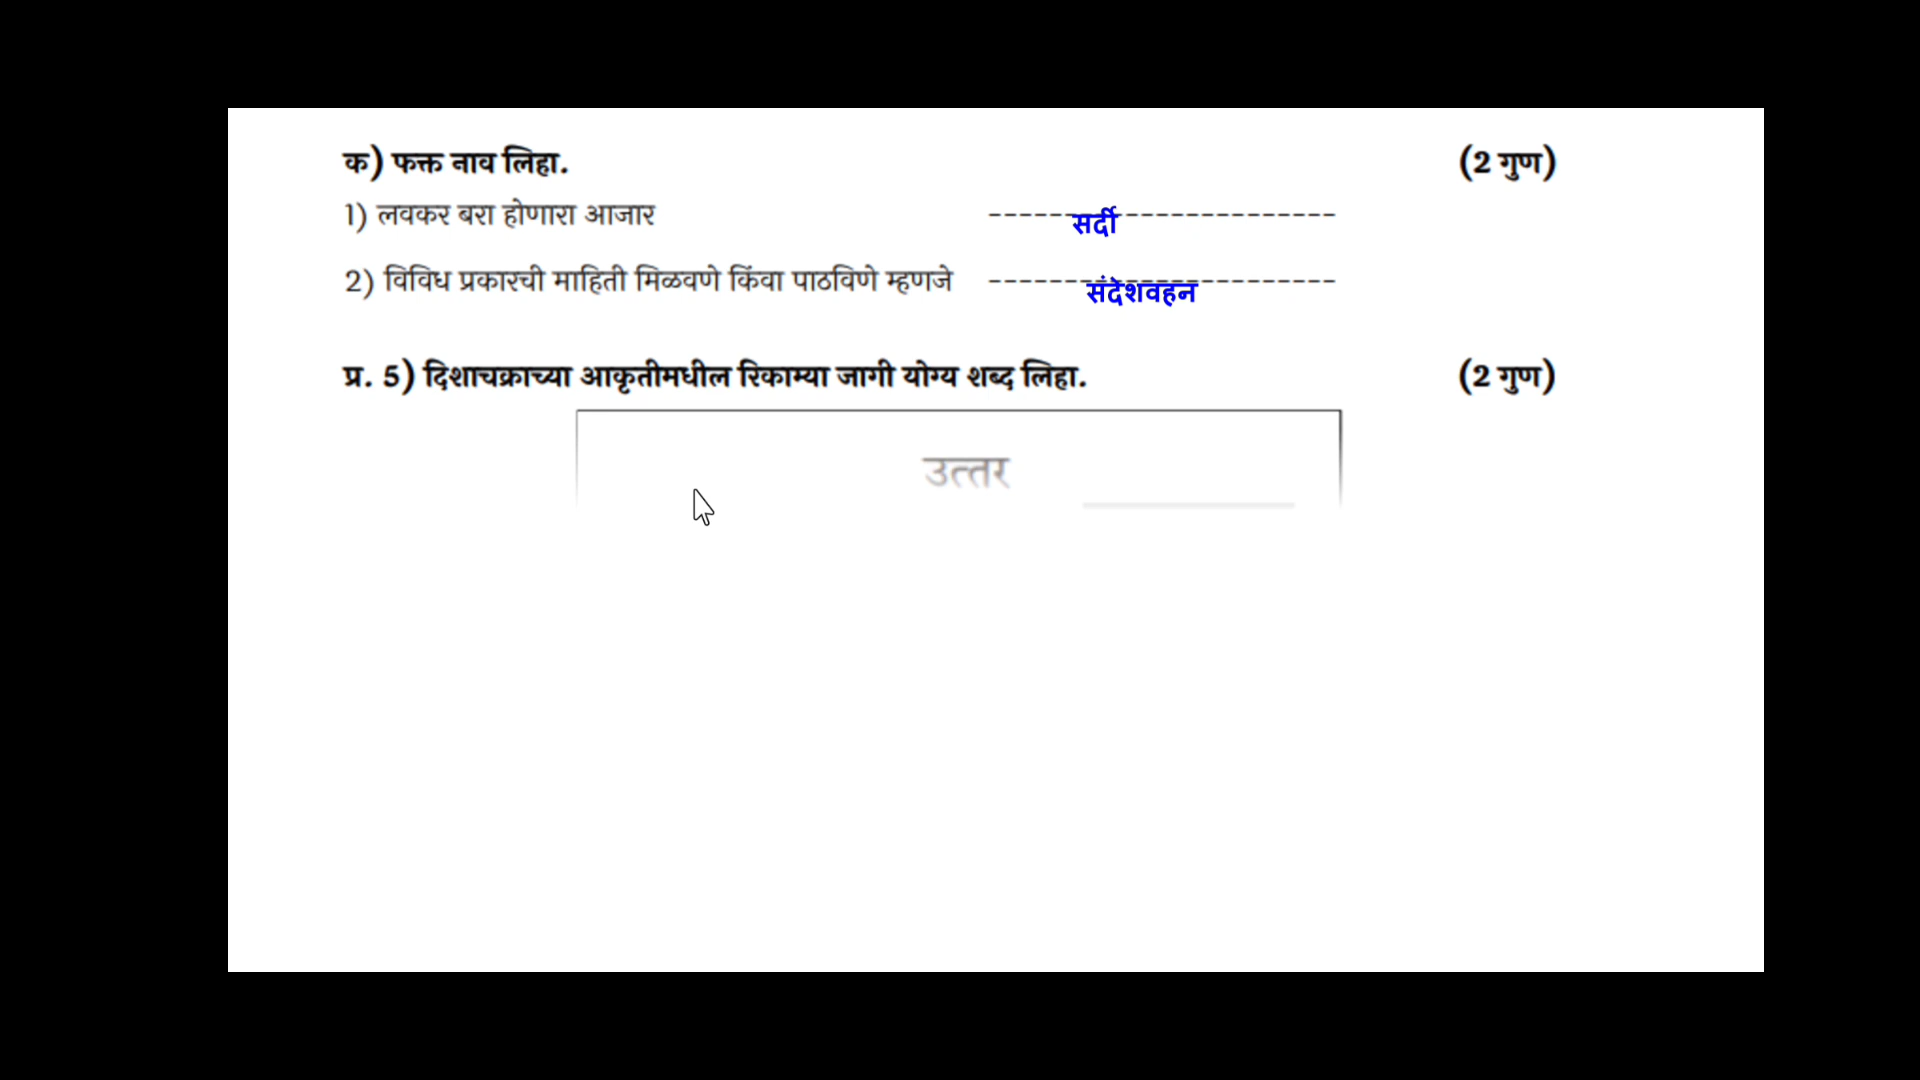 क) फक्त नाव लिहा. (2 गुण)
1) लवकर बरा होणारा आजार ----------------------- सर्दी
2) विविध प्रकारची माहिती मिळवणे किंवा पाठविणे म्हणजे ----------------------- संदेशवहन
प्र. 5) दिशाचक्राच्या आकृतीमधील रिकाम्या जागी योग्य शब्द लिहा. (2 गुण)
उत्तर